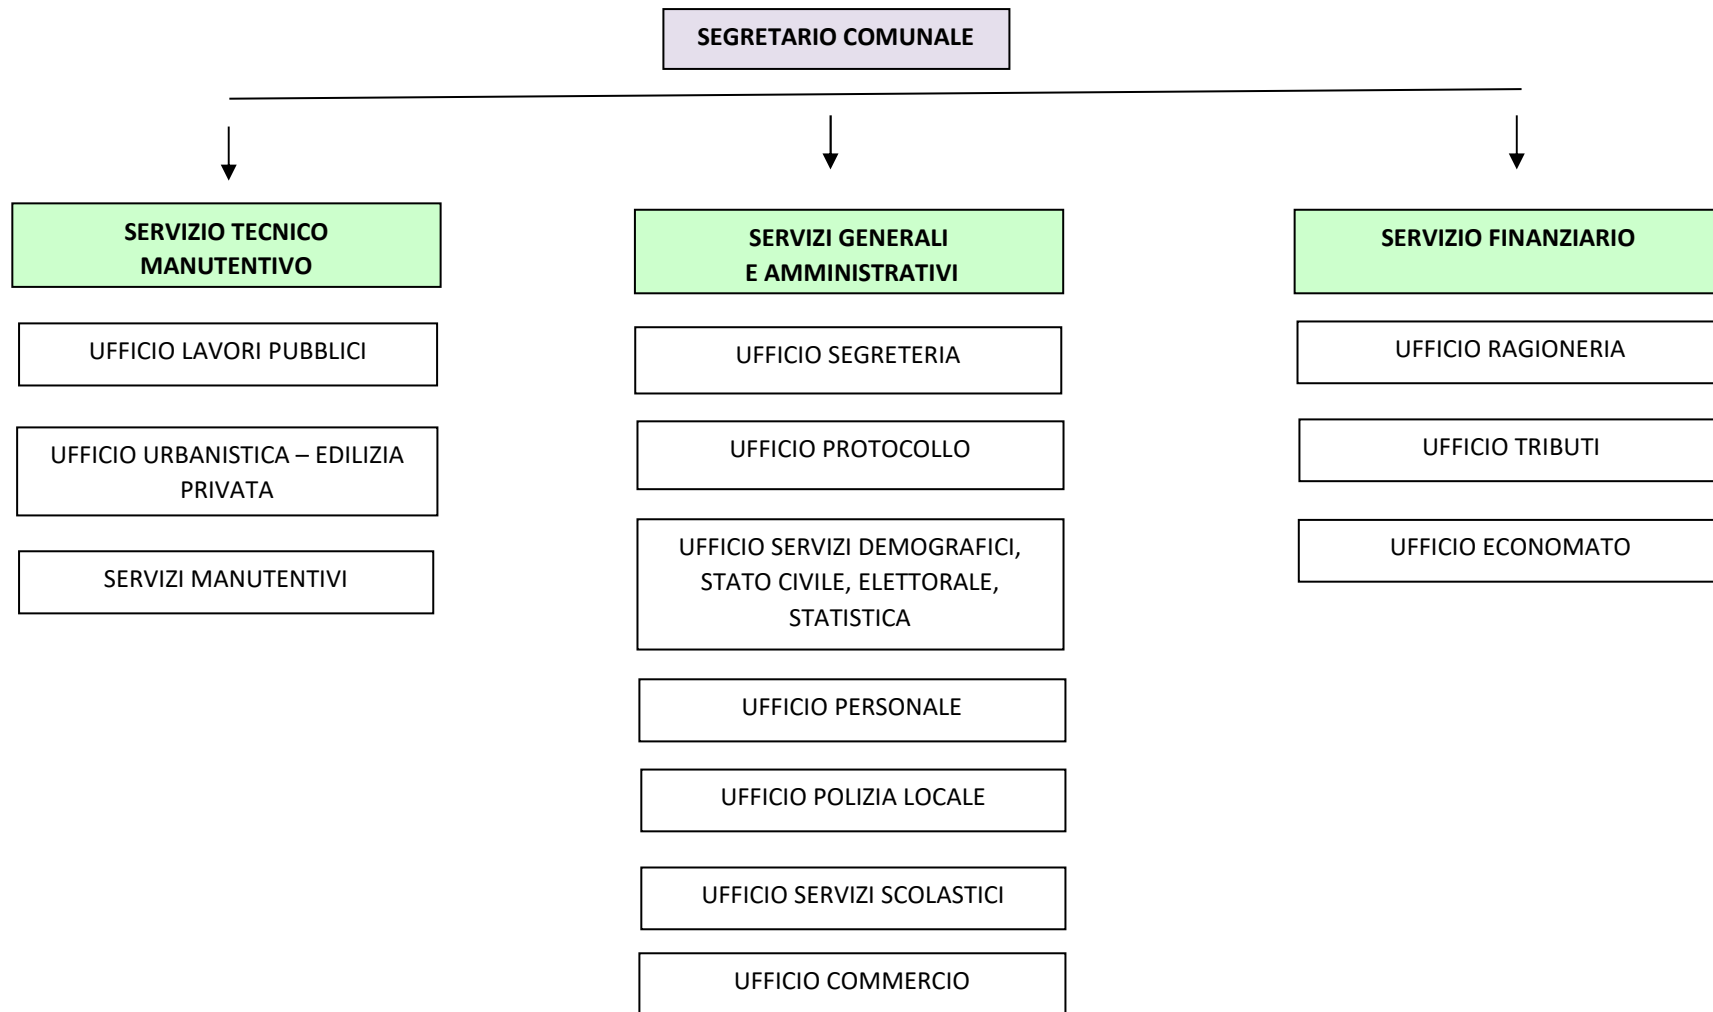 SEGRETARIO COMUNALE
SERVIZIO TECNICO
MANUTENTIVO
UFFICIO LAVORI PUBBLICI
UFFICIO URBANISTICA – EDILIZIA
PRIVATA
SERVIZI MANUTENTIVI
SERVIZI GENERALI
E AMMINISTRATIVI
UFFICIO SEGRETERIA
UFFICIO PROTOCOLLO
UFFICIO SERVIZI DEMOGRAFICI,
STATO CIVILE, ELETTORALE,
STATISTICA
UFFICIO PERSONALE
UFFICIO POLIZIA LOCALE
UFFICIO SERVIZI SCOLASTICI
UFFICIO COMMERCIO
SERVIZIO FINANZIARIO
UFFICIO RAGIONERIA
UFFICIO TRIBUTI
UFFICIO ECONOMATO